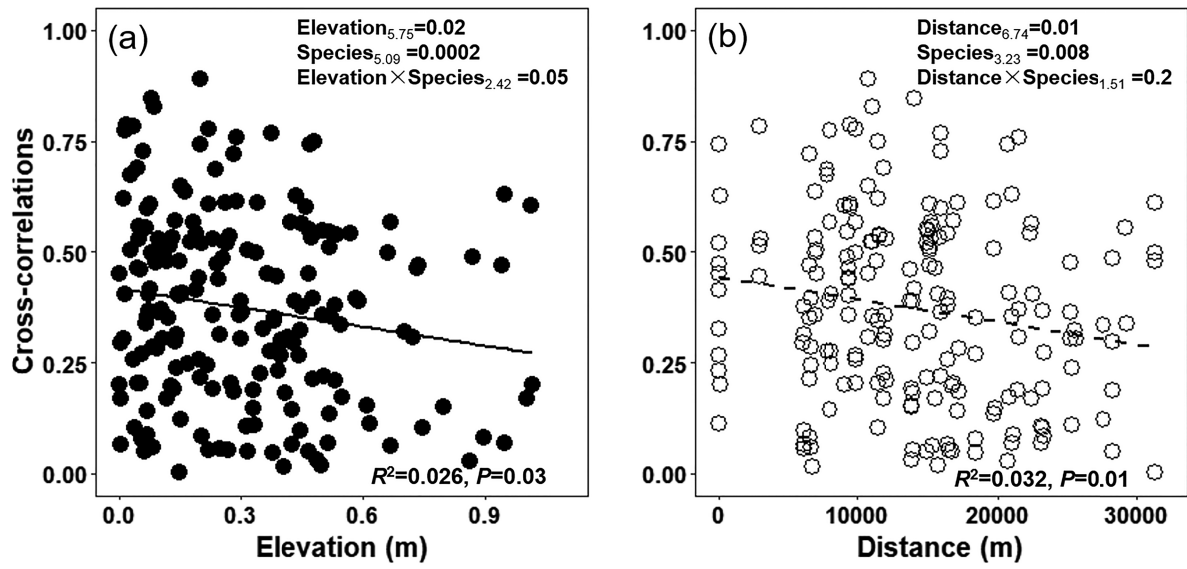 (a)
Elevation5.75=0.02
Species5.09 =0.0002
Elevation×Species2.42 =0.05
Cross-correlations
1.00
0.75
0.50
0.25
0.00
R²=0.026, P=0.03
0.0 0.3 0.6 0.9
Elevation (m)
(b)
Distance6.74=0.01
Species3.23 =0.008
Distance×Species1.51 =0.2
1.00
0.75
0.50
0.25
0.00
R²=0.032, P=0.01
0 10000 20000 30000
Distance (m)